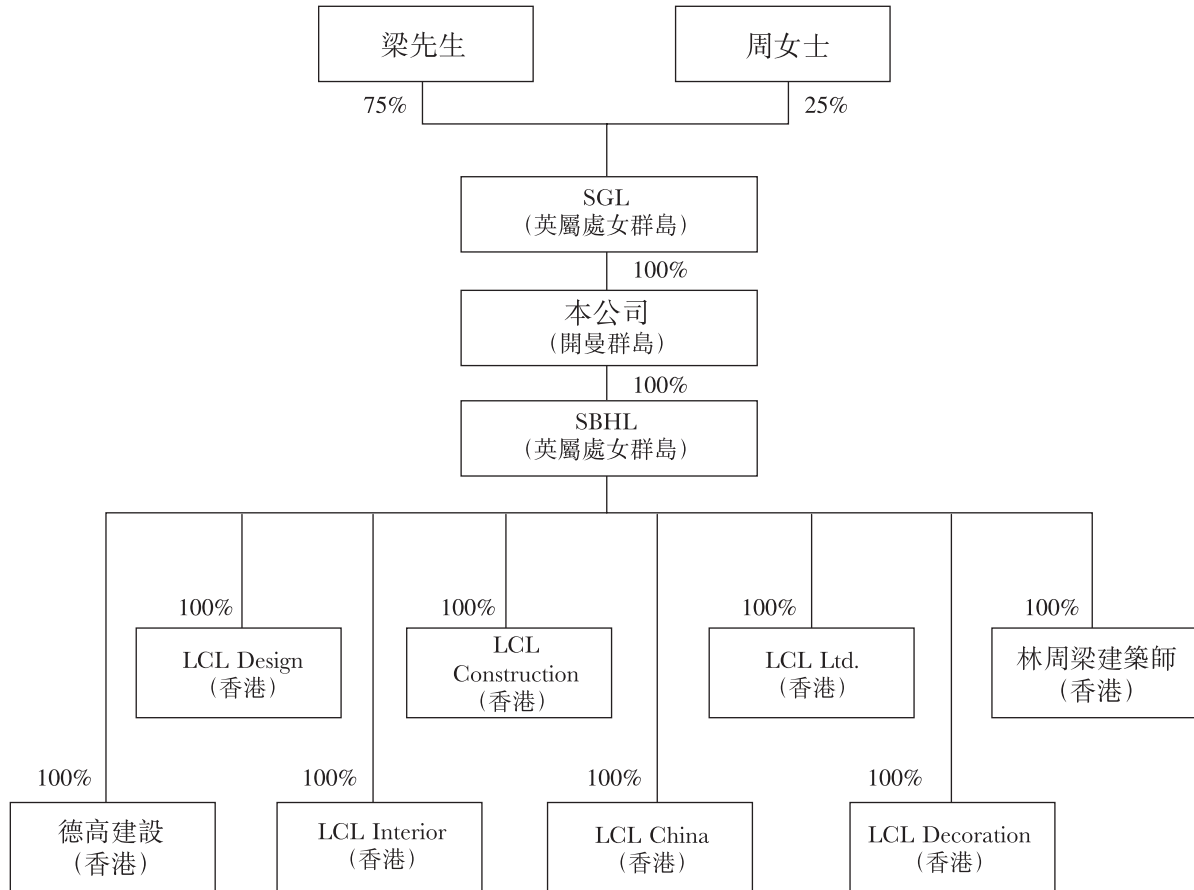 梁先生
周女士
75%
25%
SGL
(英屬處女群島)
100%
本公司
(開曼群島)
100%
SBHL
(英屬處女群島)
100%
100%
100%
100%
LCL Design
(香港)
LCL
Construction
(香港)
LCL Ltd.
(香港)
林周梁建築師
(香港)
100%
100%
100%
100%
德高建設
(香港)
LCL Interior
(香港)
LCL China
(香港)
LCL Decoration
(香港)